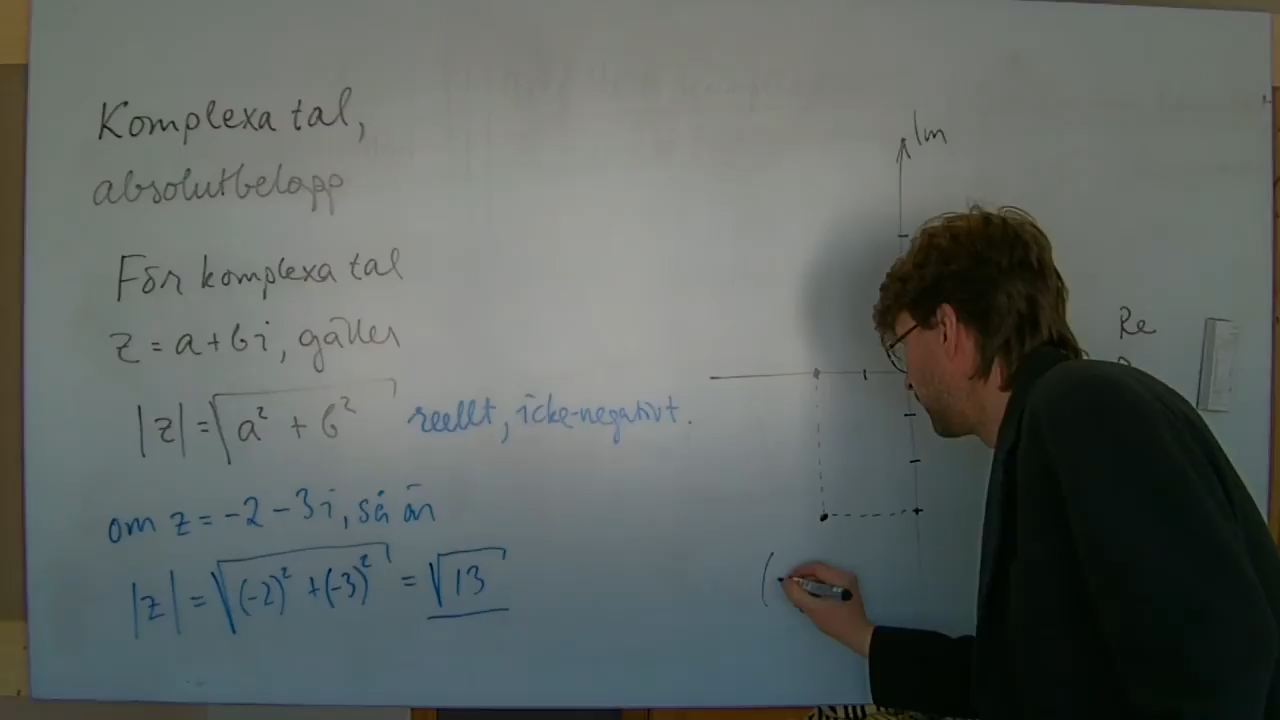 Komplexa tal,
absolutbelopp
För komplexa tal
z = a + bi, gäller
|z| = √(a² + b²) reellt, icke-negativt.
om z = -2 - 3i, så är
|z| = √((-2)² + (-3)²) = √13
Im
Re
(